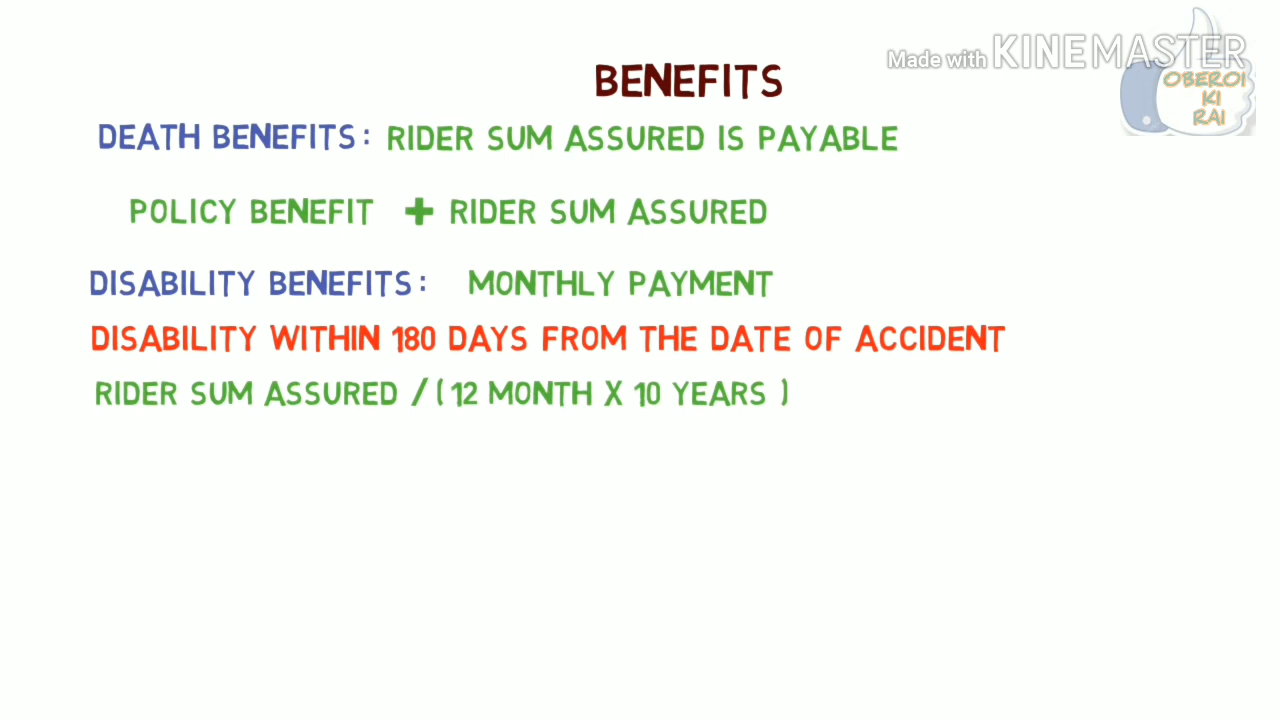 Made with KINEMASTER
OBEROI
KI
RAI
BENEFITS
DEATH BENEFITS: RIDER SUM ASSURED IS PAYABLE
POLICY BENEFIT + RIDER SUM ASSURED
DISABILITY BENEFITS: MONTHLY PAYMENT
DISABILITY WITHIN 180 DAYS FROM THE DATE OF ACCIDENT
RIDER SUM ASSURED /( 12 MONTH X 10 YEARS )